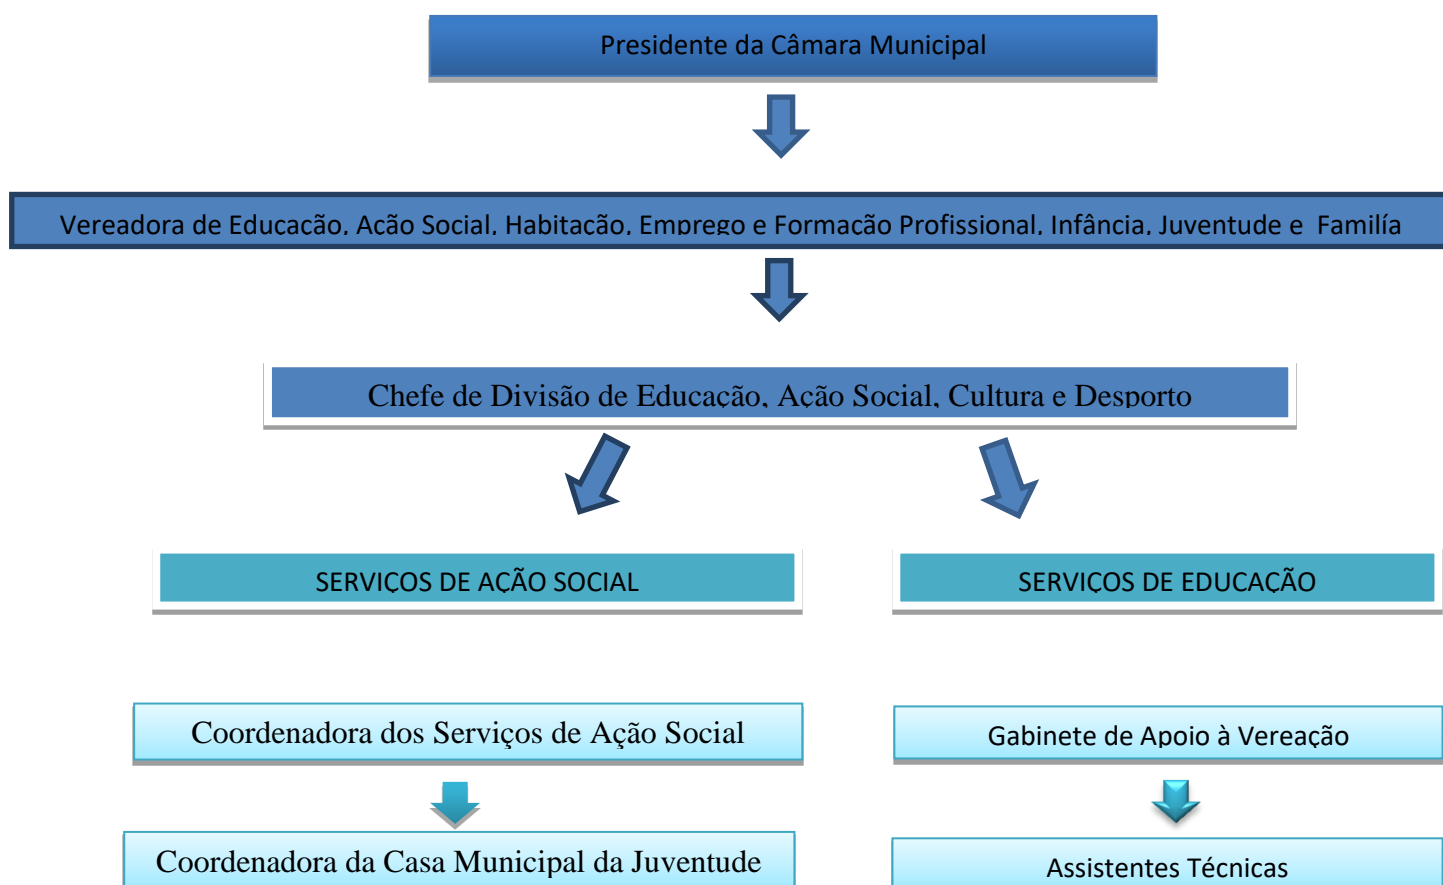 Presidente da Câmara Municipal
Vereadora de Educação, Ação Social, Habitação, Emprego e Formação Profissional, Infância, Juventude e Familía
Chefe de Divisão de Educação, Ação Social, Cultura e Desporto
SERVIÇOS DE AÇÃO SOCIAL
SERVIÇOS DE EDUCAÇÃO
Coordenadora dos Serviços de Ação Social
Gabinete de Apoio à Vereação
Coordenadora da Casa Municipal da Juventude
Assistentes Técnicas